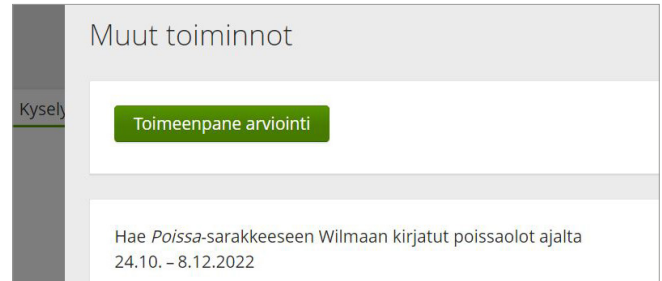 Muut toiminnot
Kysely
Toimeenpane arviointi
Hae Poissa-sarakkeeseen Wilmaan kirjatut poissaolot ajalta
24.10. – 8.12.2022